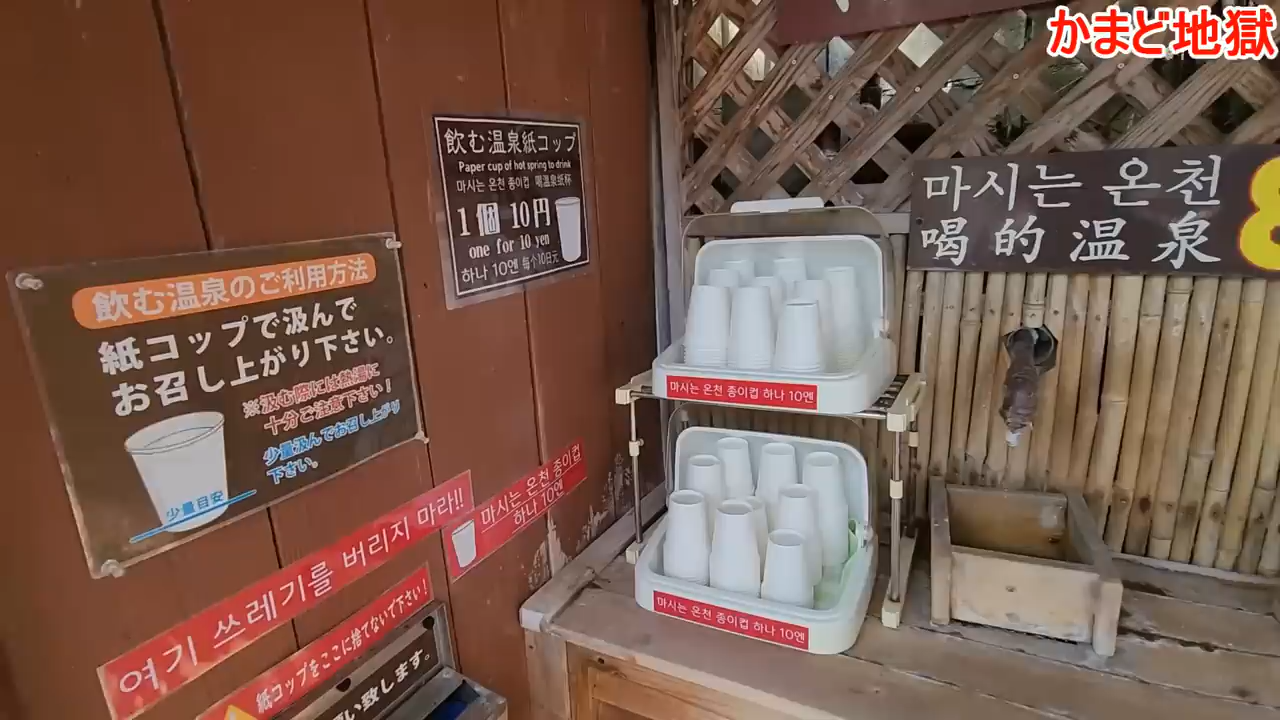 かまど地獄
飲む温泉紙コップ
Paper cup of hot spring to drink
마시는 온천 종이컵 喝温泉纸杯
1個 10円
one for 10 yen
하나 10엔 每个10日元
마시는 온천
喝的温泉
8
飲む温泉のご利用方法
紙コップで汲んで
お召し上がり下さい。
※汲む際には熱湯に
十分ご注意下さい!
少量汲んでお召し上がり
下さい。
少量目安
마시는 온천 종이컵 하나 10엔
마시는 온천 종이컵 하나 10엔
마시는 온천 종이컵
하나 10엔
여기 쓰레기를 버리지 마라!!
紙コップをここに捨てないで下さい!
い致します。